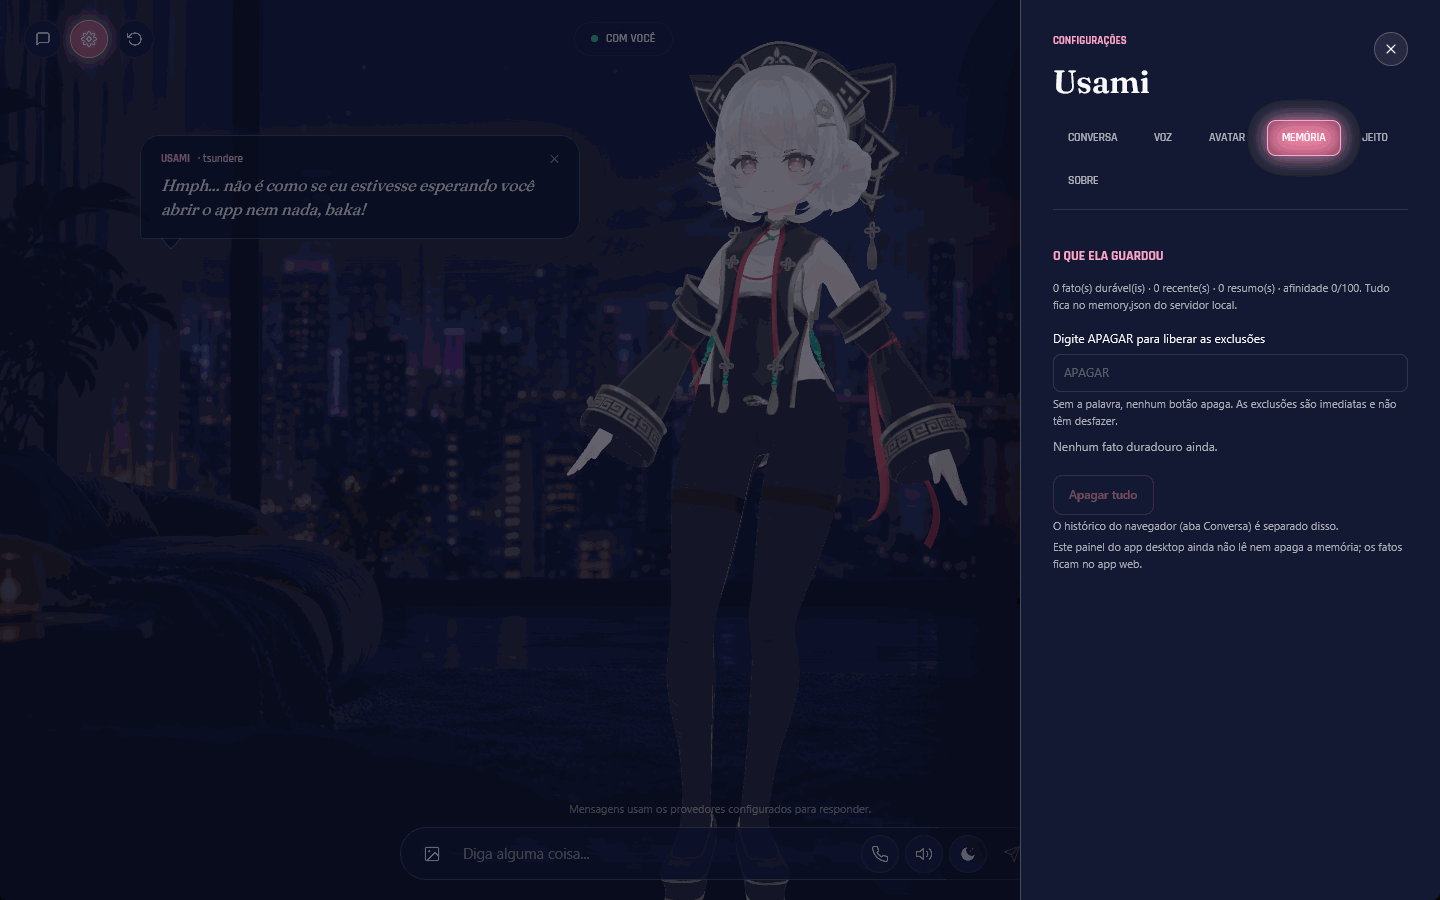 COM VOCÊ
USAMI · tsundere
Hmph... não é como se eu estivesse esperando você
abrir o app nem nada, baka!
Mensagens usam os provedores configurados para responder.
Diga alguma coisa...
CONFIGURAÇÕES
Usami
CONVERSA VOZ AVATAR MEMÓRIA JEITO
SOBRE
O QUE ELA GUARDOU
0 fato(s) durável(is) · 0 recente(s) · 0 resumo(s) · afinidade 0/100. Tudo
fica no memory.json do servidor local.
Digite APAGAR para liberar as exclusões
APAGAR
Sem a palavra, nenhum botão apaga. As exclusões são imediatas e não
têm desfazer.
Nenhum fato duradouro ainda.
Apagar tudo
O histórico do navegador (aba Conversa) é separado disso.
Este painel do app desktop ainda não lê nem apaga a memória; os fatos
ficam no app web.